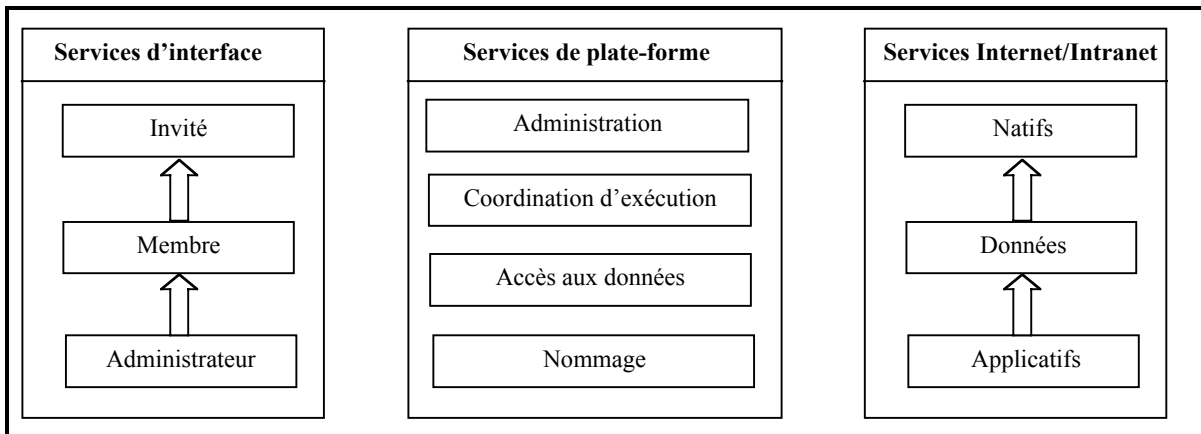 Services d’interface
Invité
Membre
Administrateur
Services de plate-forme
Administration
Coordination d’exécution
Accès aux données
Nommage
Services Internet/Intranet
Natifs
Données
Applicatifs